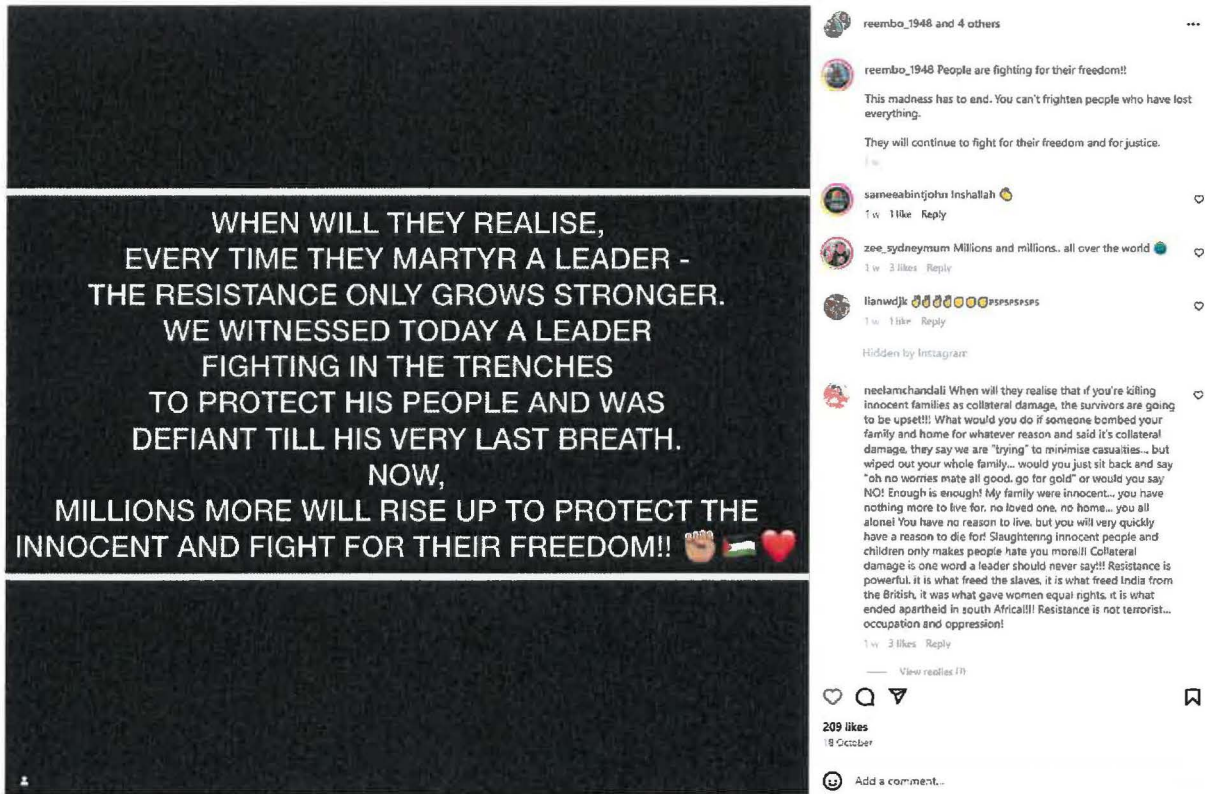 WHEN WILL THEY REALISE,
EVERY TIME THEY MARTYR A LEADER -
THE RESISTANCE ONLY GROWS STRONGER.
WE WITNESSED TODAY A LEADER
FIGHTING IN THE TRENCHES
TO PROTECT HIS PEOPLE AND WAS
DEFIANT TILL HIS VERY LAST BREATH.
NOW,
MILLIONS MORE WILL RISE UP TO PROTECT THE
INNOCENT AND FIGHT FOR THEIR FREEDOM!! ✊🏽🇵🇸❤️
reembo_1948 and 4 others
reembo_1948 People are fighting for their freedom!!
This madness has to end. You can't frighten people who have lost
everything.
They will continue to fight for their freedom and for justice.
1 w
sameeabintjohn Inshallah
1 w 1 like Reply
zee_sydneymum Millions and millions.. all over the world
1 w 3 likes Reply
lianwdjk PSPSPSPSPS
1 w 1 like Reply
Hidden by Instagram
neelamchandali When will they realise that if you're killing
innocent families as collateral damage, the survivors are going
to be upset!!! What would you do if someone bombed your
family and home for whatever reason and said it's collateral
damage, they say we are "trying" to minimise casualties... but
wiped out your whole family... would you just sit back and say
"oh no worries mate all good, go for gold" or would you say
NO! Enough is enough! My family were innocent... you have
nothing more to live for, no loved one, no home... you all
alone! You have no reason to live, but you will very quickly
have a reason to die for! Slaughtering innocent people and
children only makes people hate you more!!! Collateral
damage is one word a leader should never say!!! Resistance is
powerful, it is what freed the slaves, it is what freed India from
the British, it was what gave women equal rights, it is what
ended apartheid in south Africa!!!! Resistance is not terrorist...
occupation and oppression!
1 w 3 likes Reply
View replies (1)
209 likes
18 October
Add a comment...